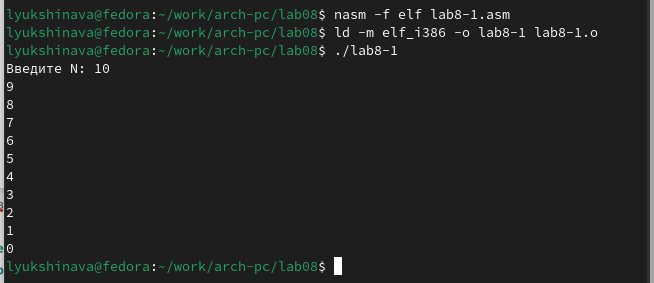 lyukshinava@fedora:~/work/arch-pc/lab08$ nasm -f elf lab8-1.asm
lyukshinava@fedora:~/work/arch-pc/lab08$ ld -m elf_i386 -o lab8-1 lab8-1.o
lyukshinava@fedora:~/work/arch-pc/lab08$ ./lab8-1
Введите N: 10
9
8
7
6
5
4
3
2
1
0
lyukshinava@fedora:~/work/arch-pc/lab08$